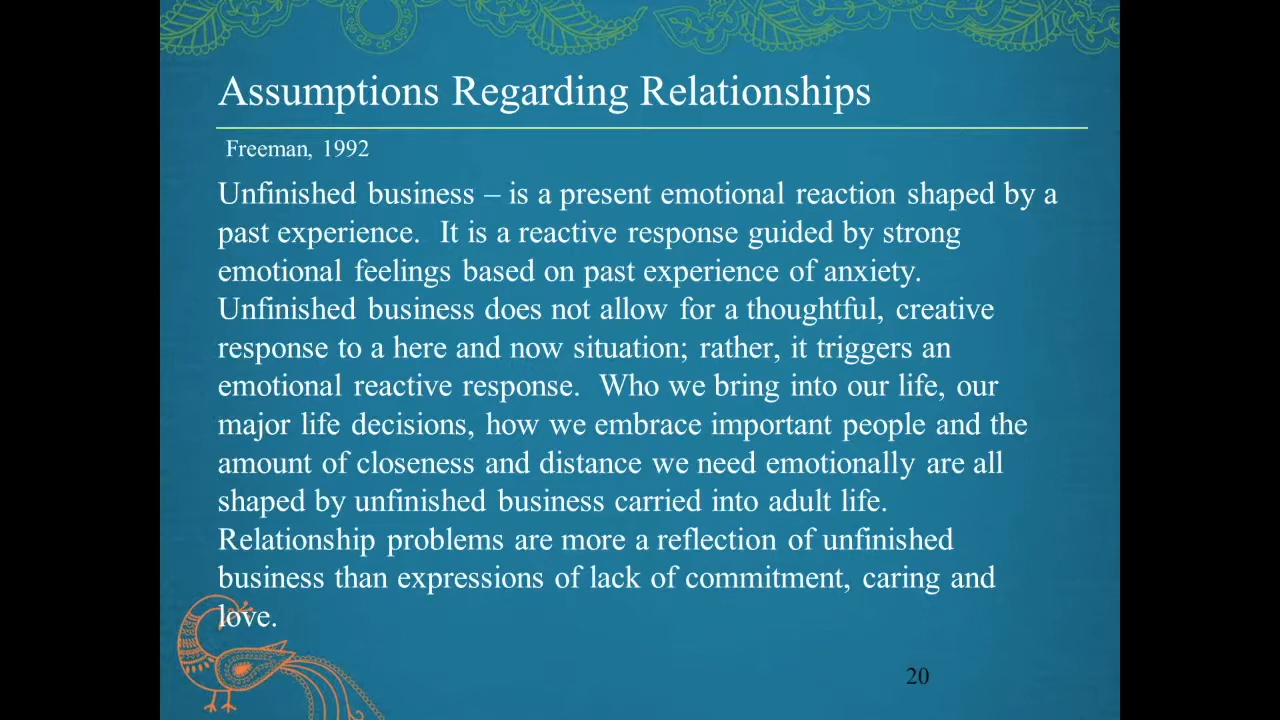 Assumptions Regarding Relationships
Freeman, 1992
Unfinished business – is a present emotional reaction shaped by a
past experience.  It is a reactive response guided by strong
emotional feelings based on past experience of anxiety.
Unfinished business does not allow for a thoughtful, creative
response to a here and now situation; rather, it triggers an
emotional reactive response.  Who we bring into our life, our
major life decisions, how we embrace important people and the
amount of closeness and distance we need emotionally are all
shaped by unfinished business carried into adult life.
Relationship problems are more a reflection of unfinished
business than expressions of lack of commitment, caring and
love.
20